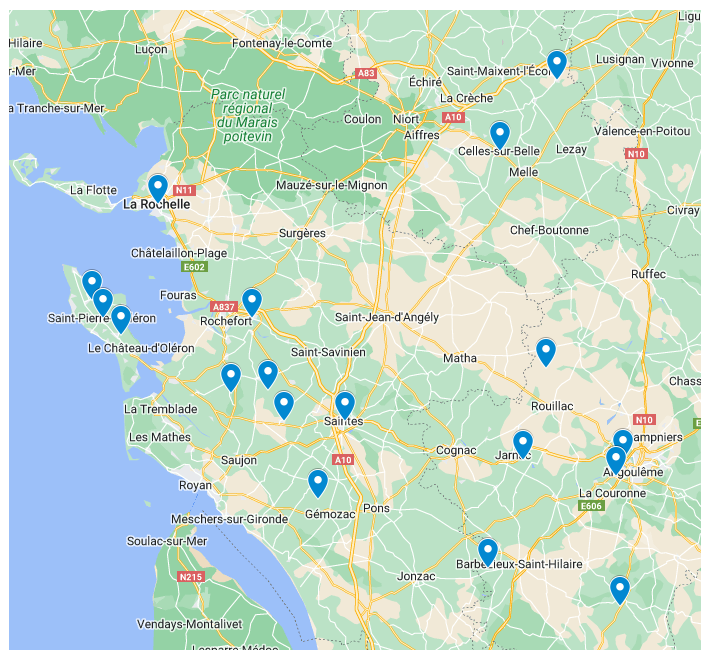 Ligu
Hilaire
Luçon
Fontenay-le-Comte
Lusignan
Vivonne
r-Mer
A83
Échiré
Saint-Maixent-l'Écol
Parc naturel
régional
du Marais
poitevin
La Crèche
a Tranche-sur-Mer
Coulon
Niort
A10
Aiffres
Valence-en-Poitou
Celles-sur-Belle
Lezay
N10
Melle
La Flotte
N11
Mauzé-sur-le-Mignon
La Rochelle
Civray
Surgères
Chef-Boutonne
Châtelaillon-Plage
E602
Ruffec
Fouras
A837
Saint-Pierre
éron
Rochefort
Saint-Jean-d'Angély
Le Château-d'Oléron
Saint-Savinien
Matha
Chass
La Tremblade
Rouillac
Saintes
N10
E
Les Mathes
ampniers
Cognac
Jarnac
Saujon
A10
Angoulême
Royan
La Couronne
Gémozac
Pons
E606
Meschers-sur-Gironde
Soulac-sur-Mer
Barbezieux-Saint-Hilaire
N215
Jonzac
Vendays-Montalivet
Lesparre-Médoc